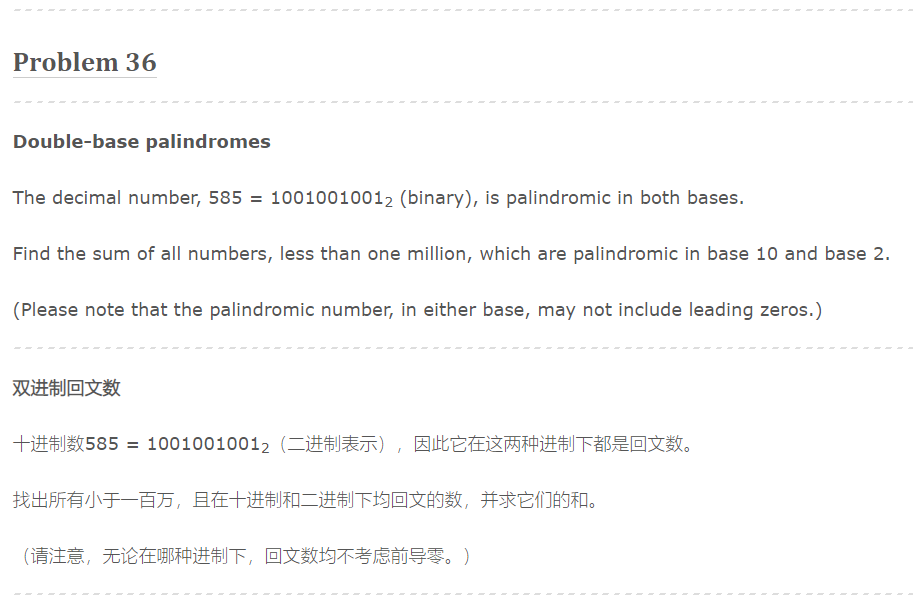 Problem 36
Double-base palindromes
The decimal number, 585 = 1001001001₂ (binary), is palindromic in both bases.
Find the sum of all numbers, less than one million, which are palindromic in base 10 and base 2.
(Please note that the palindromic number, in either base, may not include leading zeros.)
双进制回文数
十进制数585 = 1001001001₂（二进制表示），因此它在这两种进制下都是回文数。
找出所有小于一百万，且在十进制和二进制下均回文的数，并求它们的和。
（请注意，无论在哪种进制下，回文数均不考虑前导零。）